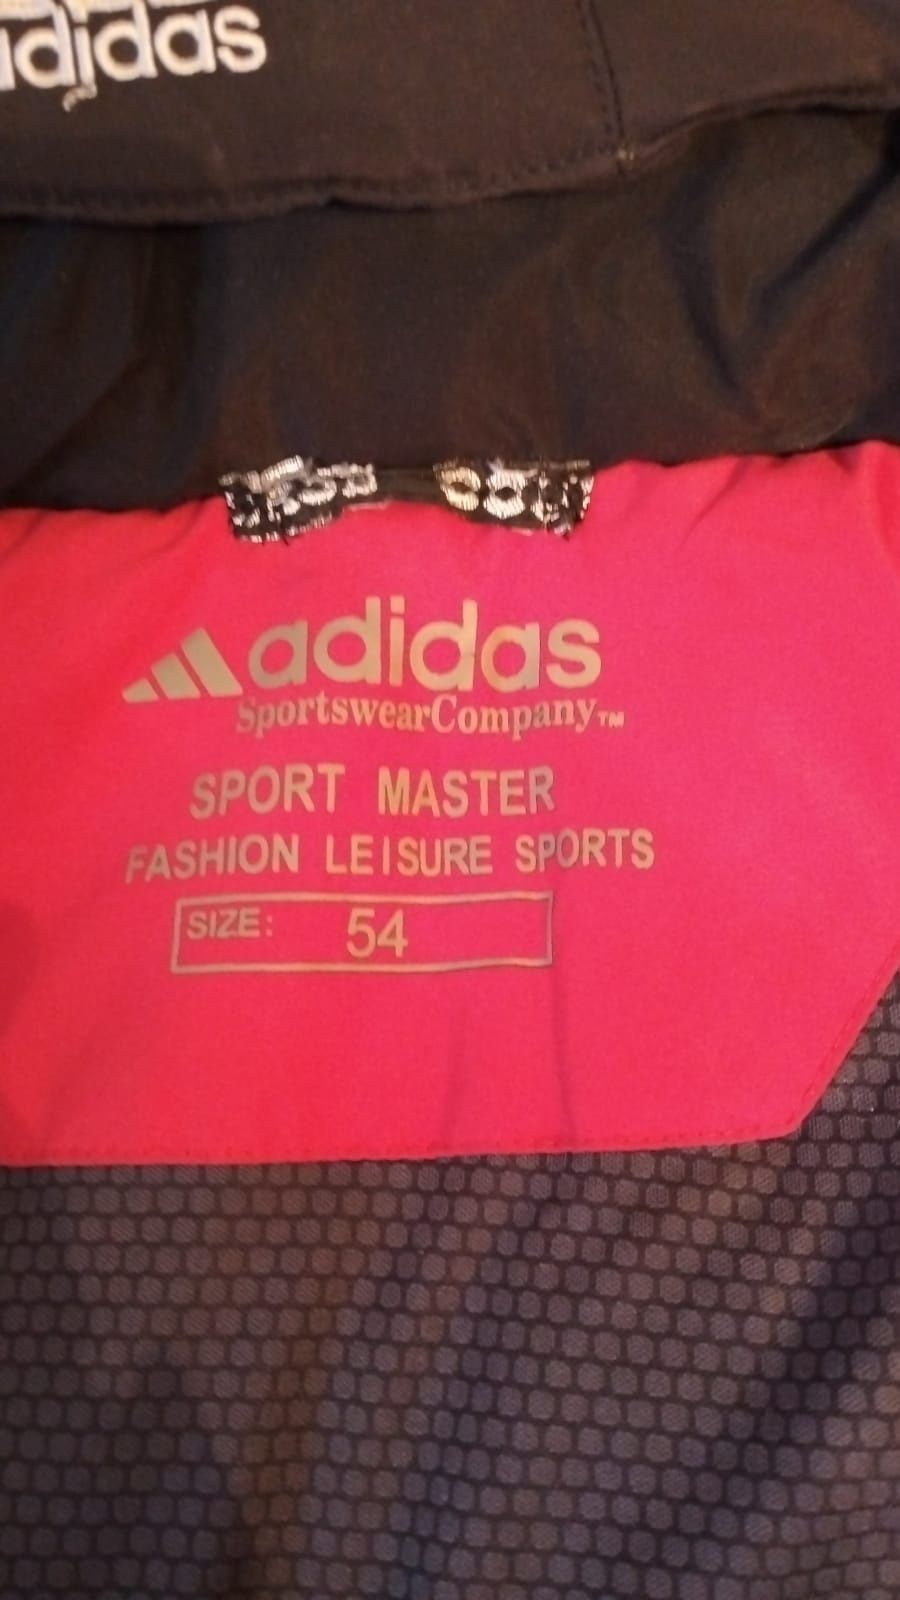 adidas
adidas
SportswearCompany™
SPORT MASTER
FASHION LEISURE SPORTS
SIZE: 54